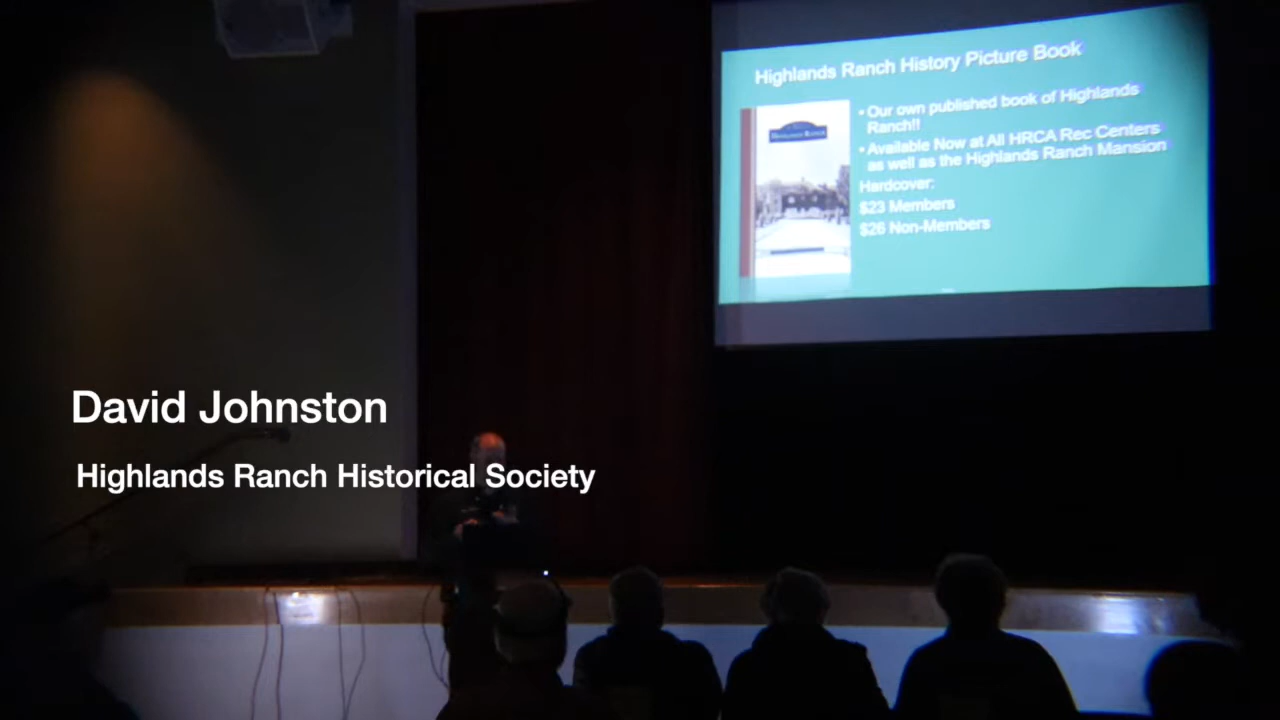 Highlands Ranch History Picture Book
• Our own published book of Highlands
Ranch!!
• Available Now at All HRCA Rec Centers
as well as the Highlands Ranch Mansion
Hardcover:
$23 Members
$26 Non-Members
HIGHLANDS RANCH
David Johnston
Highlands Ranch Historical Society